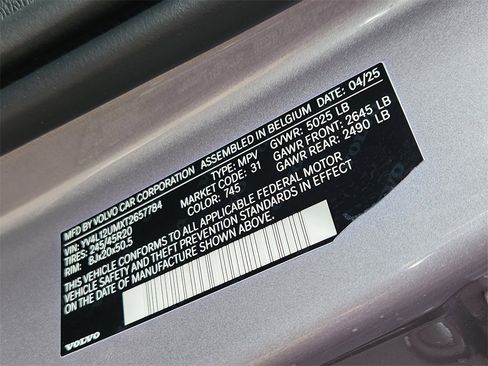 MFD BY VOLVO CAR CORPORATION ASSEMBLED IN BELGIUM DATE: 04/25
VIN: YV4L12UMXT2657784 TYPE: MPV GVWR: 5025 LB
TIRES: 245/45R20 MARKET CODE: 31 GAWR FRONT: 2645 LB
RIM: 8Jx20x50.5 COLOR: 745 GAWR REAR: 2490 LB
THIS VEHICLE CONFORMS TO ALL APPLICABLE FEDERAL MOTOR
VEHICLE SAFETY AND THEFT PREVENTION STANDARDS IN EFFECT
ON THE DATE OF MANUFACTURE SHOWN ABOVE.
VOLVO